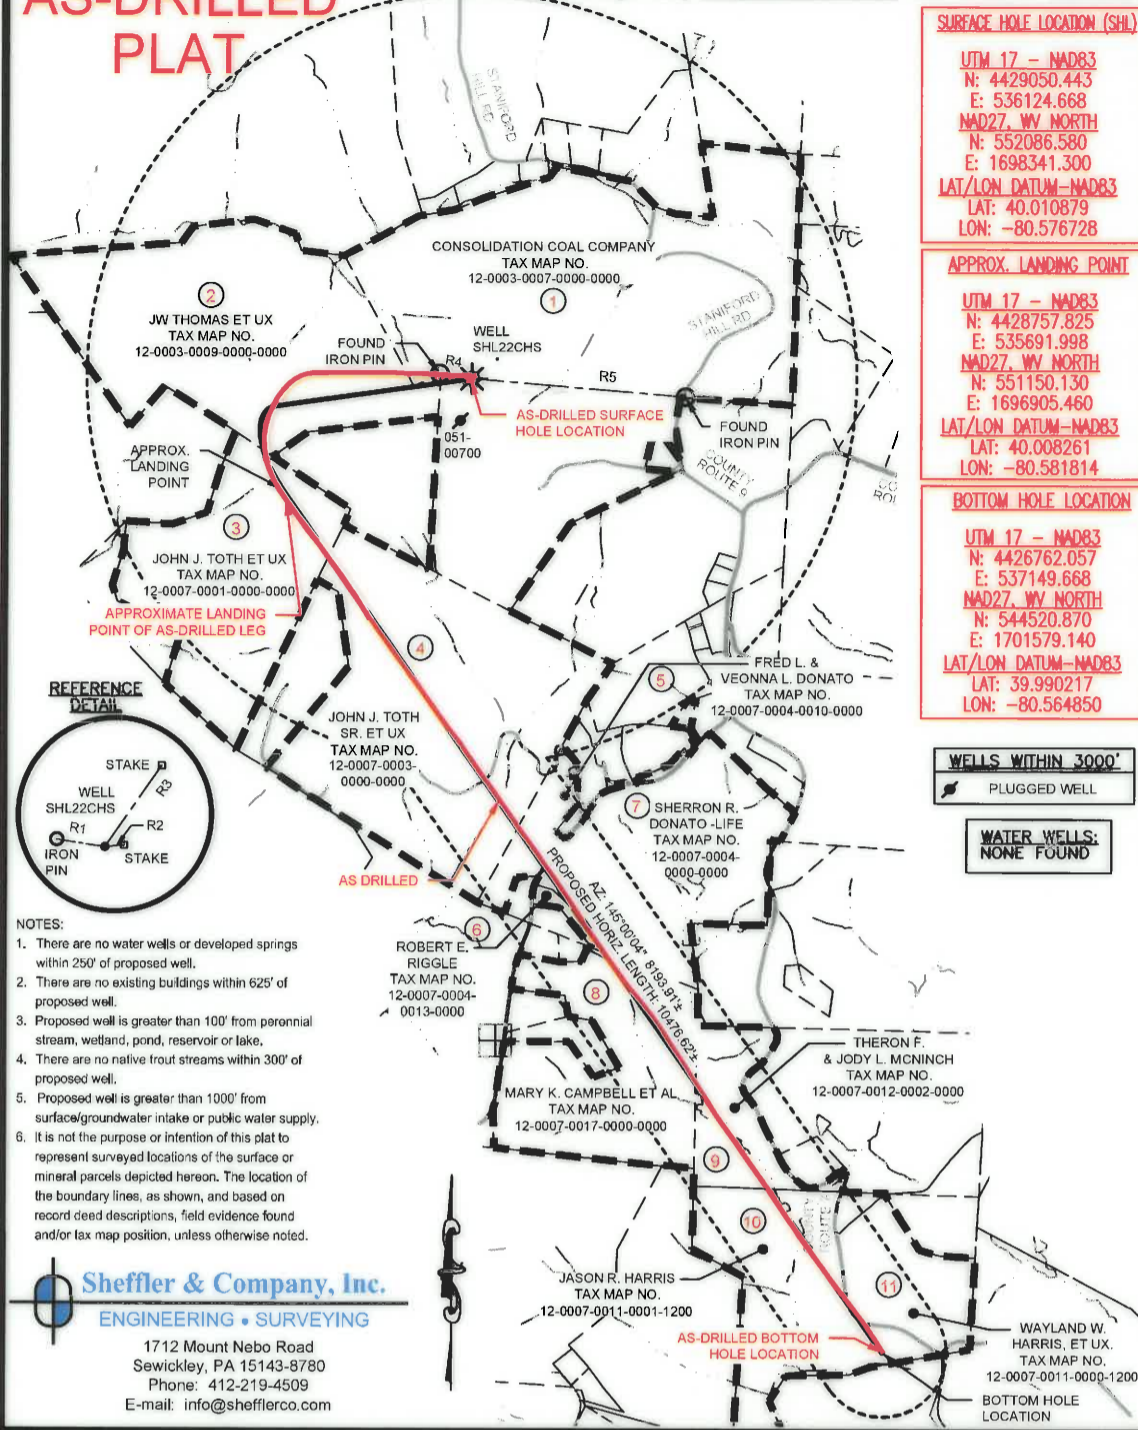 AS-DRILLED
PLAT
SURFACE HOLE LOCATION (SHL)
UTM 17 - NAD83
N: 4429050.443
E: 536124.668
NAD27, WV NORTH
N: 552086.580
E: 1698341.300
LAT/LON DATUM-NAD83
LAT: 40.010879
LON: -80.576728
APPROX. LANDING POINT
UTM 17 - NAD83
N: 4428757.825
E: 535691.998
NAD27, WV NORTH
N: 551150.130
E: 1696905.460
LAT/LON DATUM-NAD83
LAT: 40.008261
LON: -80.581814
BOTTOM HOLE LOCATION
UTM 17 - NAD83
N: 4426762.057
E: 537149.668
NAD27, WV NORTH
N: 544520.870
E: 1701579.140
LAT/LON DATUM-NAD83
LAT: 39.990217
LON: -80.564850
WELLS WITHIN 3000'
PLUGGED WELL
WATER WELLS:
NONE FOUND
STANIFORD
HILL RD
CONSOLIDATION COAL COMPANY
TAX MAP NO.
12-0003-0007-0000-0000
1
2
JW THOMAS ET UX
TAX MAP NO.
12-0003-0009-0000-0000
STANIFORD
HILL RD
FOUND
IRON PIN
R4
WELL
SHL22CHS
R5
AS-DRILLED SURFACE
HOLE LOCATION
FOUND
IRON PIN
051-
00700
APPROX.
LANDING
POINT
COUNTY
ROUTE 9
3
JOHN J. TOTH ET UX
TAX MAP NO.
12-0007-0001-0000-0000
APPROXIMATE LANDING
POINT OF AS-DRILLED LEG
4
5
FRED L. &
VEONNA L. DONATO
TAX MAP NO.
12-0007-0004-0010-0000
REFERENCE
DETAIL
STAKE
R3
WELL
SHL22CHS
R1
R2
IRON
PIN
STAKE
JOHN J. TOTH
SR. ET UX
TAX MAP NO.
12-0007-0003-
0000-0000
7
SHERRON R.
DONATO -LIFE
TAX MAP NO.
12-0007-0004-
0000-0000
AS DRILLED
AZ: 145°00'04" 8193.91'±
PROPOSED HORIZ. LENGTH: 10476.62'±
6
ROBERT E.
RIGGLE
TAX MAP NO.
12-0007-0004-
0013-0000
8
THERON F.
& JODY L. MCNINCH
TAX MAP NO.
12-0007-0012-0002-0000
MARY K. CAMPBELL ET AL
TAX MAP NO.
12-0007-0017-0000-0000
9
10
COUNTY
ROUTE
11
JASON R. HARRIS
TAX MAP NO.
12-0007-0011-0001-1200
AS-DRILLED BOTTOM
HOLE LOCATION
WAYLAND W.
HARRIS, ET UX.
TAX MAP NO.
12-0007-0011-0000-1200
BOTTOM HOLE
LOCATION
NOTES:
1. There are no water wells or developed springs
within 250' of proposed well.
2. There are no existing buildings within 625' of
proposed well.
3. Proposed well is greater than 100' from perennial
stream, wetland, pond, reservoir or lake.
4. There are no native trout streams within 300' of
proposed well.
5. Proposed well is greater than 1000' from
surface/groundwater intake or public water supply.
6. It is not the purpose or intention of this plat to
represent surveyed locations of the surface or
mineral parcels depicted hereon. The location of
the boundary lines, as shown, and based on
record deed descriptions, field evidence found
and/or tax map position, unless otherwise noted.
Sheffler & Company, Inc.
ENGINEERING • SURVEYING
1712 Mount Nebo Road
Sewickley, PA 15143-8780
Phone: 412-219-4509
E-mail: info@shefflerco.com